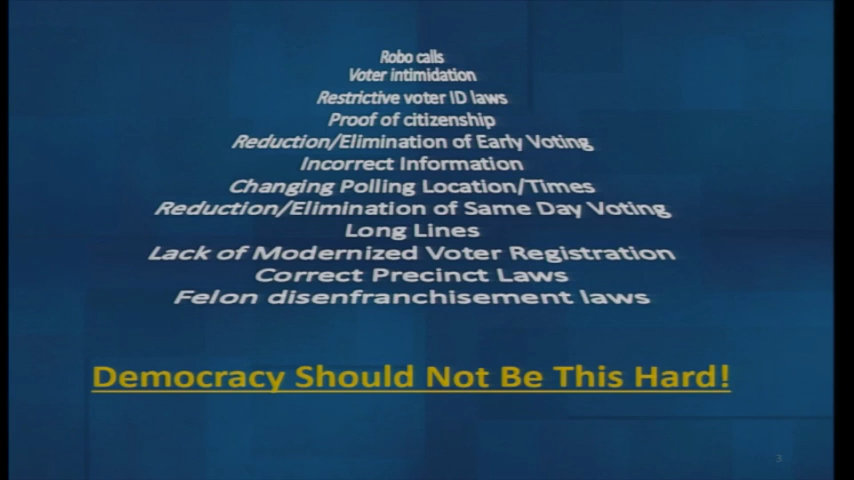 Robo calls
Voter intimidation
Restrictive voter ID laws
Proof of citizenship
Reduction/Elimination of Early Voting
Incorrect Information
Changing Polling Location/Times
Reduction/Elimination of Same Day Voting
Long Lines
Lack of Modernized Voter Registration
Correct Precinct Laws
Felon disenfranchisement laws
Democracy Should Not Be This Hard!
3